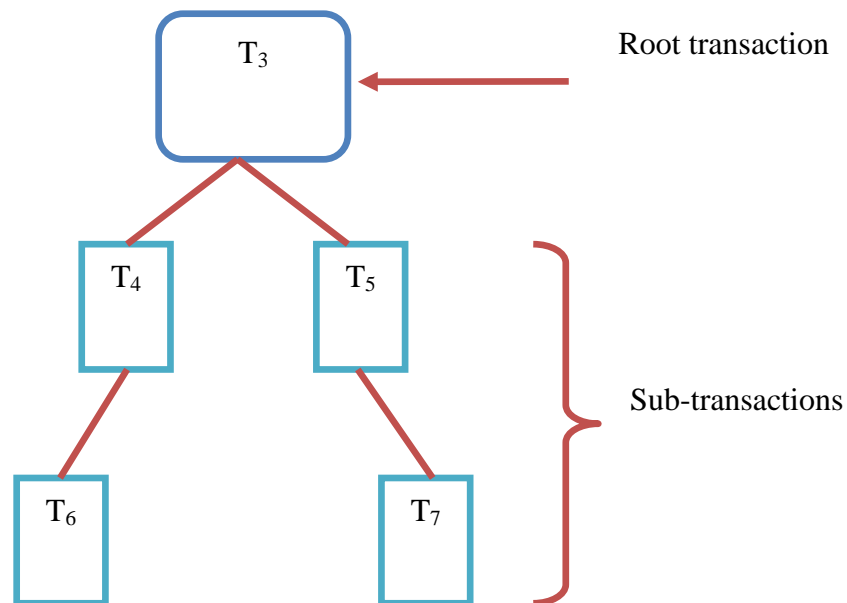 Root transaction
T₃
T₄
T₅
Sub-transactions
T₆
T₇